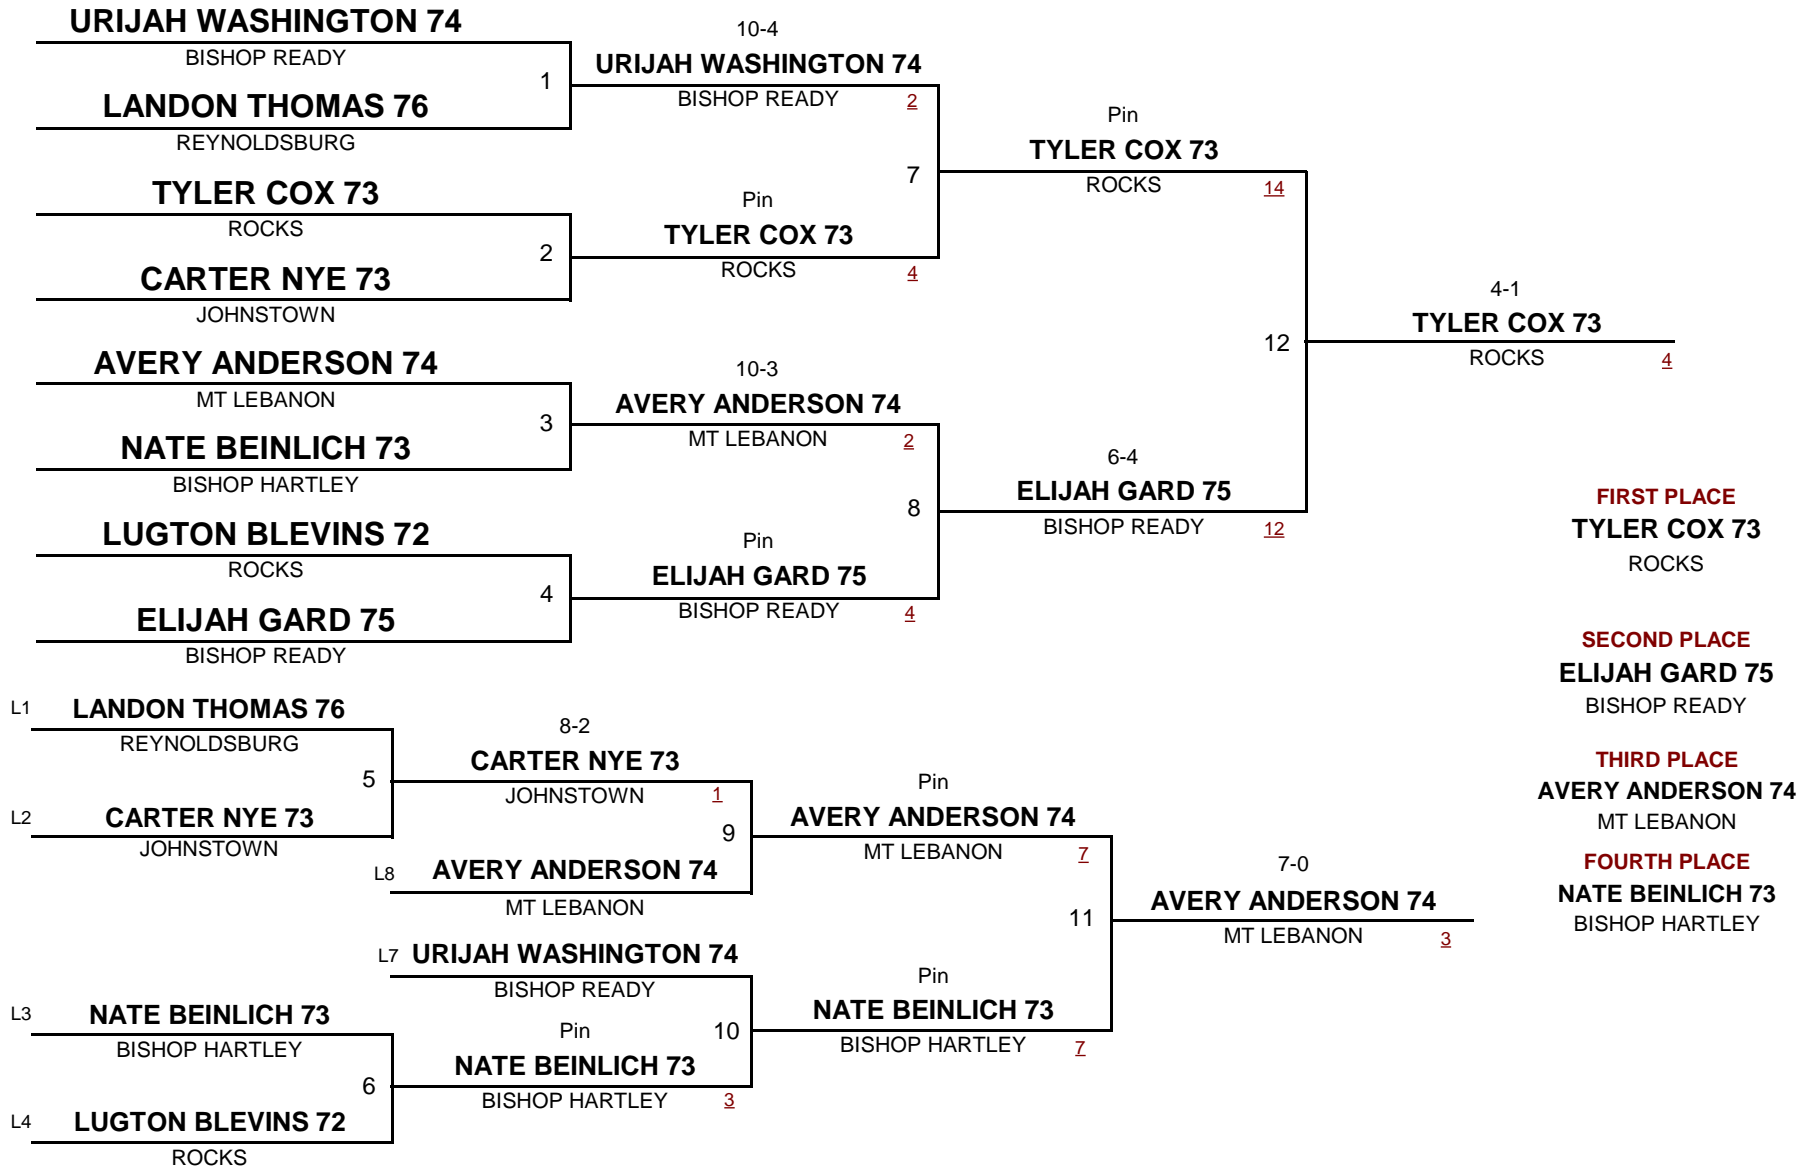 URIJAH WASHINGTON 74
BISHOP READY
1
LANDON THOMAS 76
REYNOLDSBURG
TYLER COX 73
ROCKS
2
CARTER NYE 73
JOHNSTOWN
AVERY ANDERSON 74
MT LEBANON
3
NATE BEINLICH 73
BISHOP HARTLEY
LUGTON BLEVINS 72
ROCKS
4
ELIJAH GARD 75
BISHOP READY
10-4
URIJAH WASHINGTON 74
BISHOP READY 2
7
Pin
TYLER COX 73
ROCKS 4
10-3
AVERY ANDERSON 74
MT LEBANON 2
8
Pin
ELIJAH GARD 75
BISHOP READY 4
Pin
TYLER COX 73
ROCKS 14
12
6-4
ELIJAH GARD 75
BISHOP READY 12
4-1
TYLER COX 73
ROCKS 4
L1 LANDON THOMAS 76
REYNOLDSBURG
5
L2 CARTER NYE 73
JOHNSTOWN
L3 NATE BEINLICH 73
BISHOP HARTLEY
6
L4 LUGTON BLEVINS 72
ROCKS
8-2
CARTER NYE 73
JOHNSTOWN 1
9
L8 AVERY ANDERSON 74
MT LEBANON
L7 URIJAH WASHINGTON 74
BISHOP READY
10
Pin
NATE BEINLICH 73
BISHOP HARTLEY 3
Pin
AVERY ANDERSON 74
MT LEBANON 7
11
Pin
NATE BEINLICH 73
BISHOP HARTLEY 7
7-0
AVERY ANDERSON 74
MT LEBANON 3
FIRST PLACE
TYLER COX 73
ROCKS
SECOND PLACE
ELIJAH GARD 75
BISHOP READY
THIRD PLACE
AVERY ANDERSON 74
MT LEBANON
FOURTH PLACE
NATE BEINLICH 73
BISHOP HARTLEY